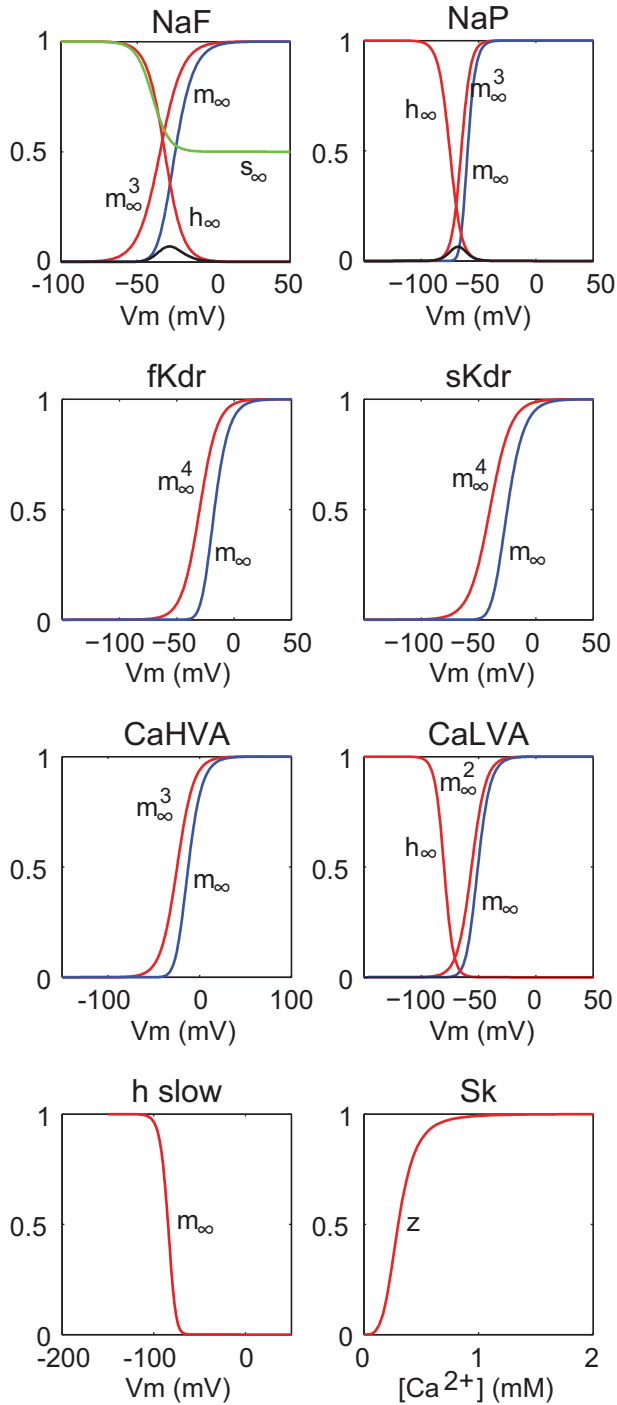 NaF
1
0.5
0
m∞
s∞
m∞^3
h∞
-100 -50 0 50
Vm (mV)
NaP
1
0.5
0
m∞^3
h∞
m∞
−100 −50 0 50
Vm (mV)
fKdr
1
0.5
0
m∞^4
m∞
−100 −50 0 50
Vm (mV)
sKdr
1
0.5
0
m∞^4
m∞
−100 −50 0 50
Vm (mV)
CaHVA
1
0.5
0
m∞^3
m∞
-100 0 100
Vm (mV)
CaLVA
1
0.5
0
m∞^2
h∞
m∞
−100 −50 0 50
Vm (mV)
h slow
1
0.5
0
m∞
-200 -100 0
Vm (mV)
Sk
1
0.5
0
z
0 1 2
[Ca2+] (mM)